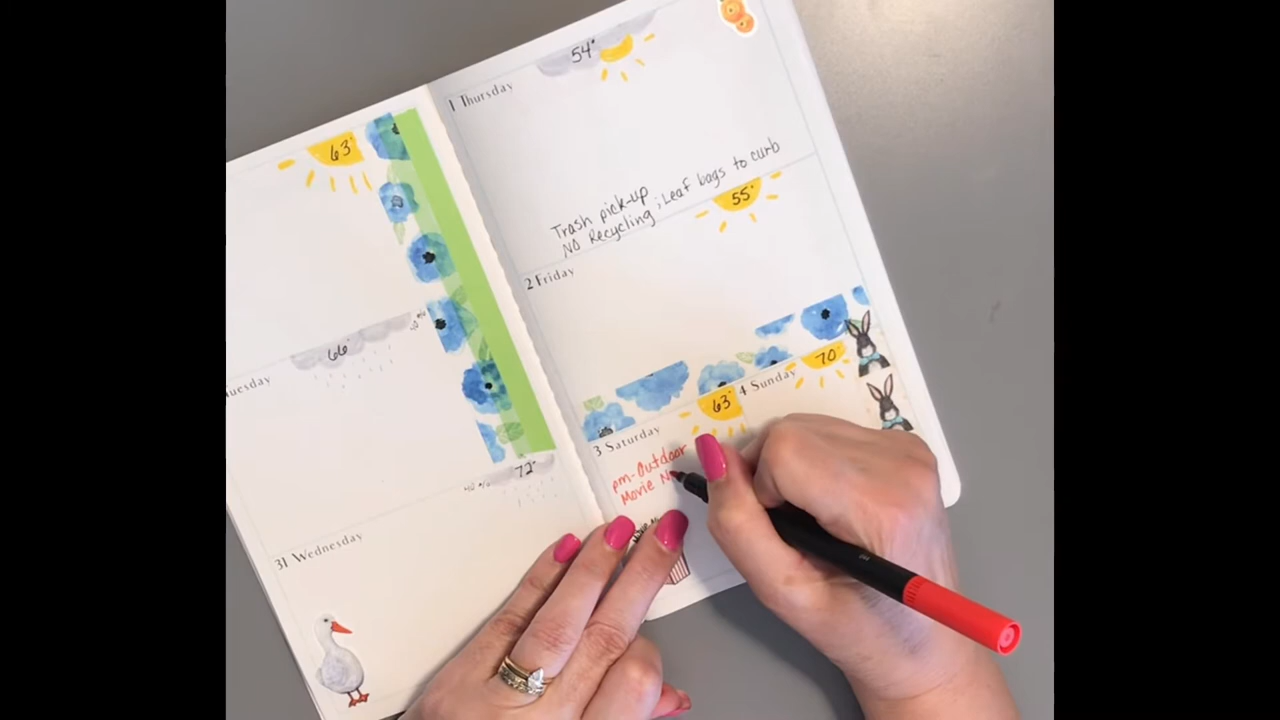 63°
66°
uesday
72°
31 Wednesday
54°
1 Thursday
Trash pick-up
NO Recycling ; Leaf bags to curb
55°
2 Friday
63°
3 Saturday
pm-Outdoor
Movie
70°
4 Sunday